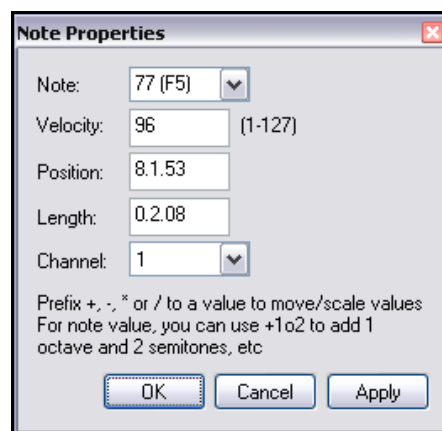 Note Properties
Note: 77 (F5)
Velocity: 96 (1-127)
Position: 8.1.53
Length: 0.2.08
Channel: 1
Prefix +, -, * or / to a value to move/scale values
For note value, you can use +1o2 to add 1
octave and 2 semitones, etc
OK Cancel Apply